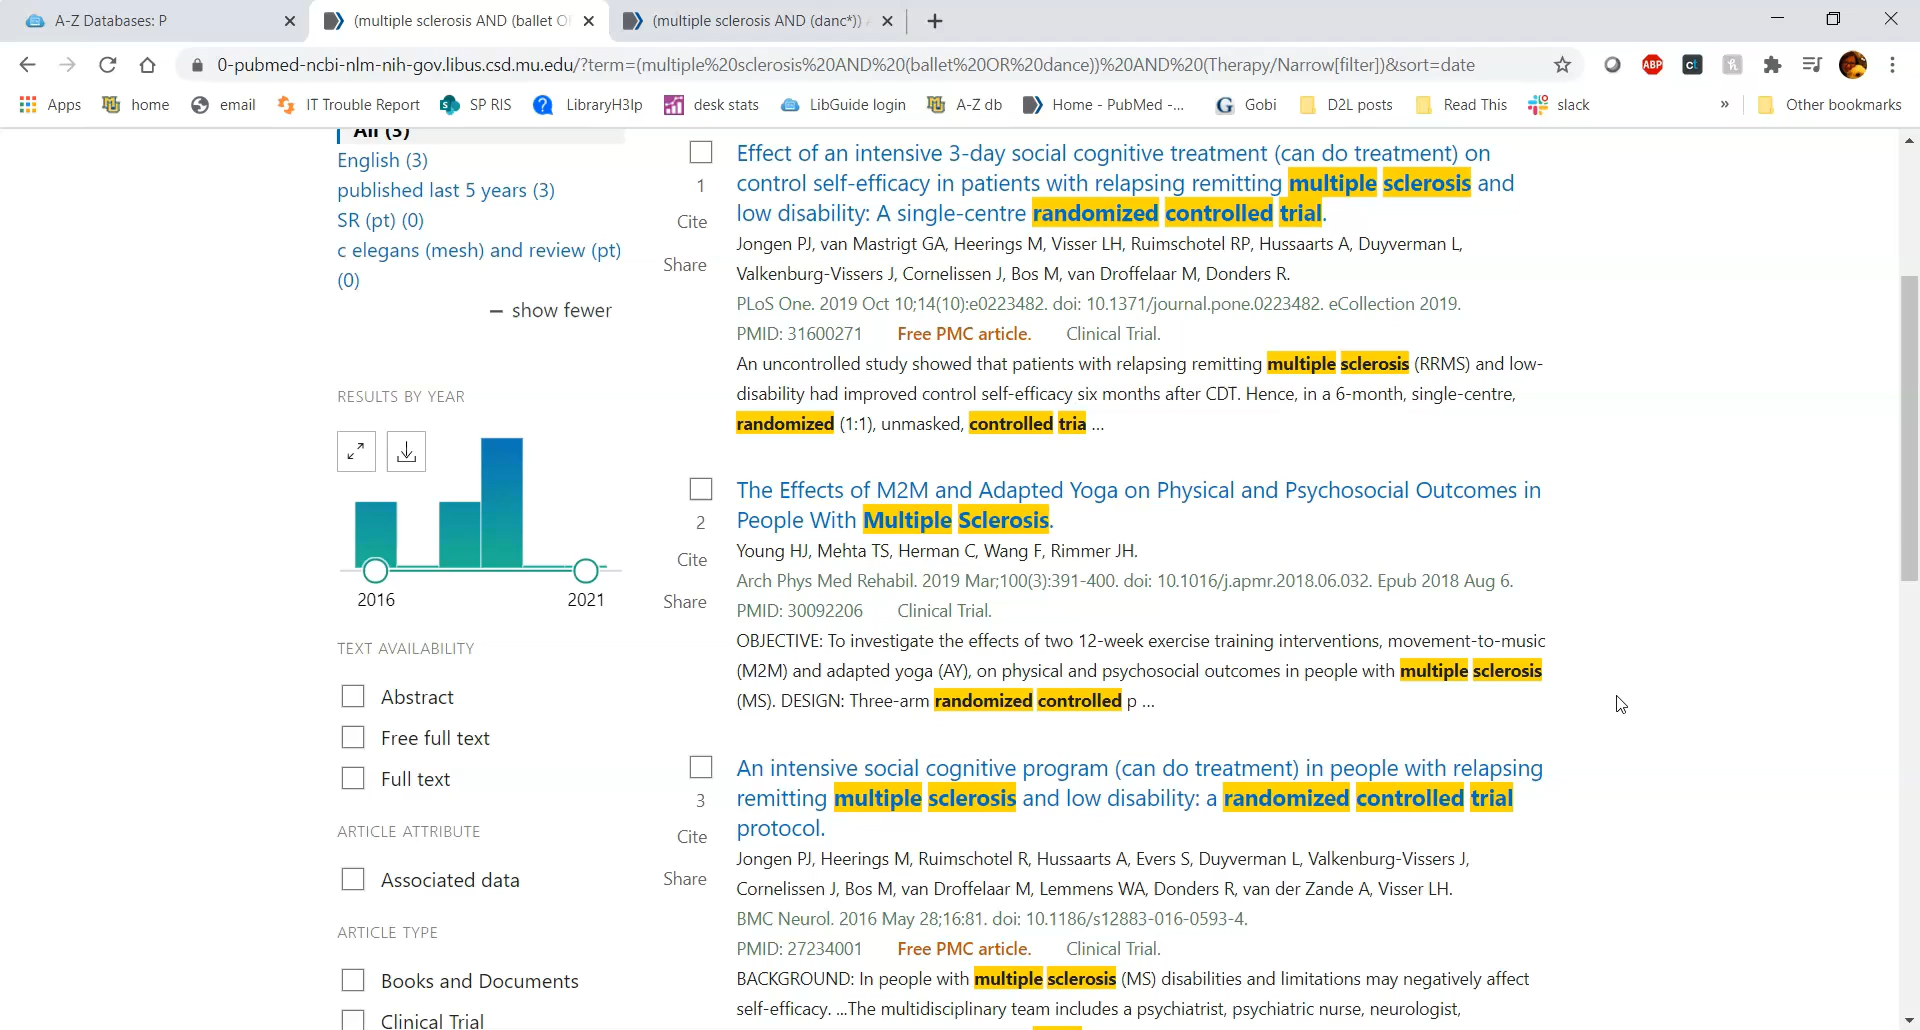 A-Z Databases: P
(multiple sclerosis AND (ballet O
(multiple sclerosis AND (danc*))
0-pubmed-ncbi-nlm-nih-gov.libus.csd.mu.edu/?term=(multiple%20sclerosis%20AND%20(ballet%20OR%20dance))%20AND%20(Therapy/Narrow[filter])&sort=date
ABP
ct
Apps
home
email
IT Trouble Report
SP RIS
LibraryH3lp
desk stats
LibGuide login
A-Z db
Home - PubMed -...
Gobi
D2L posts
Read This
slack
»
Other bookmarks
All (3)
English (3)
published last 5 years (3)
SR (pt) (0)
c elegans (mesh) and review (pt)
(0)
— show fewer
RESULTS BY YEAR
2016
2021
TEXT AVAILABILITY
Abstract
Free full text
Full text
ARTICLE ATTRIBUTE
Associated data
ARTICLE TYPE
Books and Documents
Clinical Trial
1
Cite
Share
Effect of an intensive 3-day social cognitive treatment (can do treatment) on
control self-efficacy in patients with relapsing remitting multiple sclerosis and
low disability: A single-centre randomized controlled trial.
Jongen PJ, van Mastrigt GA, Heerings M, Visser LH, Ruimschotel RP, Hussaarts A, Duyverman L,
Valkenburg-Vissers J, Cornelissen J, Bos M, van Droffelaar M, Donders R.
PLoS One. 2019 Oct 10;14(10):e0223482. doi: 10.1371/journal.pone.0223482. eCollection 2019.
PMID: 31600271 Free PMC article. Clinical Trial.
An uncontrolled study showed that patients with relapsing remitting multiple sclerosis (RRMS) and low-
disability had improved control self-efficacy six months after CDT. Hence, in a 6-month, single-centre,
randomized (1:1), unmasked, controlled tria ...
2
Cite
Share
The Effects of M2M and Adapted Yoga on Physical and Psychosocial Outcomes in
People With Multiple Sclerosis.
Young HJ, Mehta TS, Herman C, Wang F, Rimmer JH.
Arch Phys Med Rehabil. 2019 Mar;100(3):391-400. doi: 10.1016/j.apmr.2018.06.032. Epub 2018 Aug 6.
PMID: 30092206 Clinical Trial.
OBJECTIVE: To investigate the effects of two 12-week exercise training interventions, movement-to-music
(M2M) and adapted yoga (AY), on physical and psychosocial outcomes in people with multiple sclerosis
(MS). DESIGN: Three-arm randomized controlled p ...
3
Cite
Share
An intensive social cognitive program (can do treatment) in people with relapsing
remitting multiple sclerosis and low disability: a randomized controlled trial
protocol.
Jongen PJ, Heerings M, Ruimschotel R, Hussaarts A, Evers S, Duyverman L, Valkenburg-Vissers J,
Cornelissen J, Bos M, van Droffelaar M, Lemmens WA, Donders R, van der Zande A, Visser LH.
BMC Neurol. 2016 May 28;16:81. doi: 10.1186/s12883-016-0593-4.
PMID: 27234001 Free PMC article. Clinical Trial.
BACKGROUND: In people with multiple sclerosis (MS) disabilities and limitations may negatively affect
self-efficacy. ...The multidisciplinary team includes a psychiatrist, psychiatric nurse, neurologist,